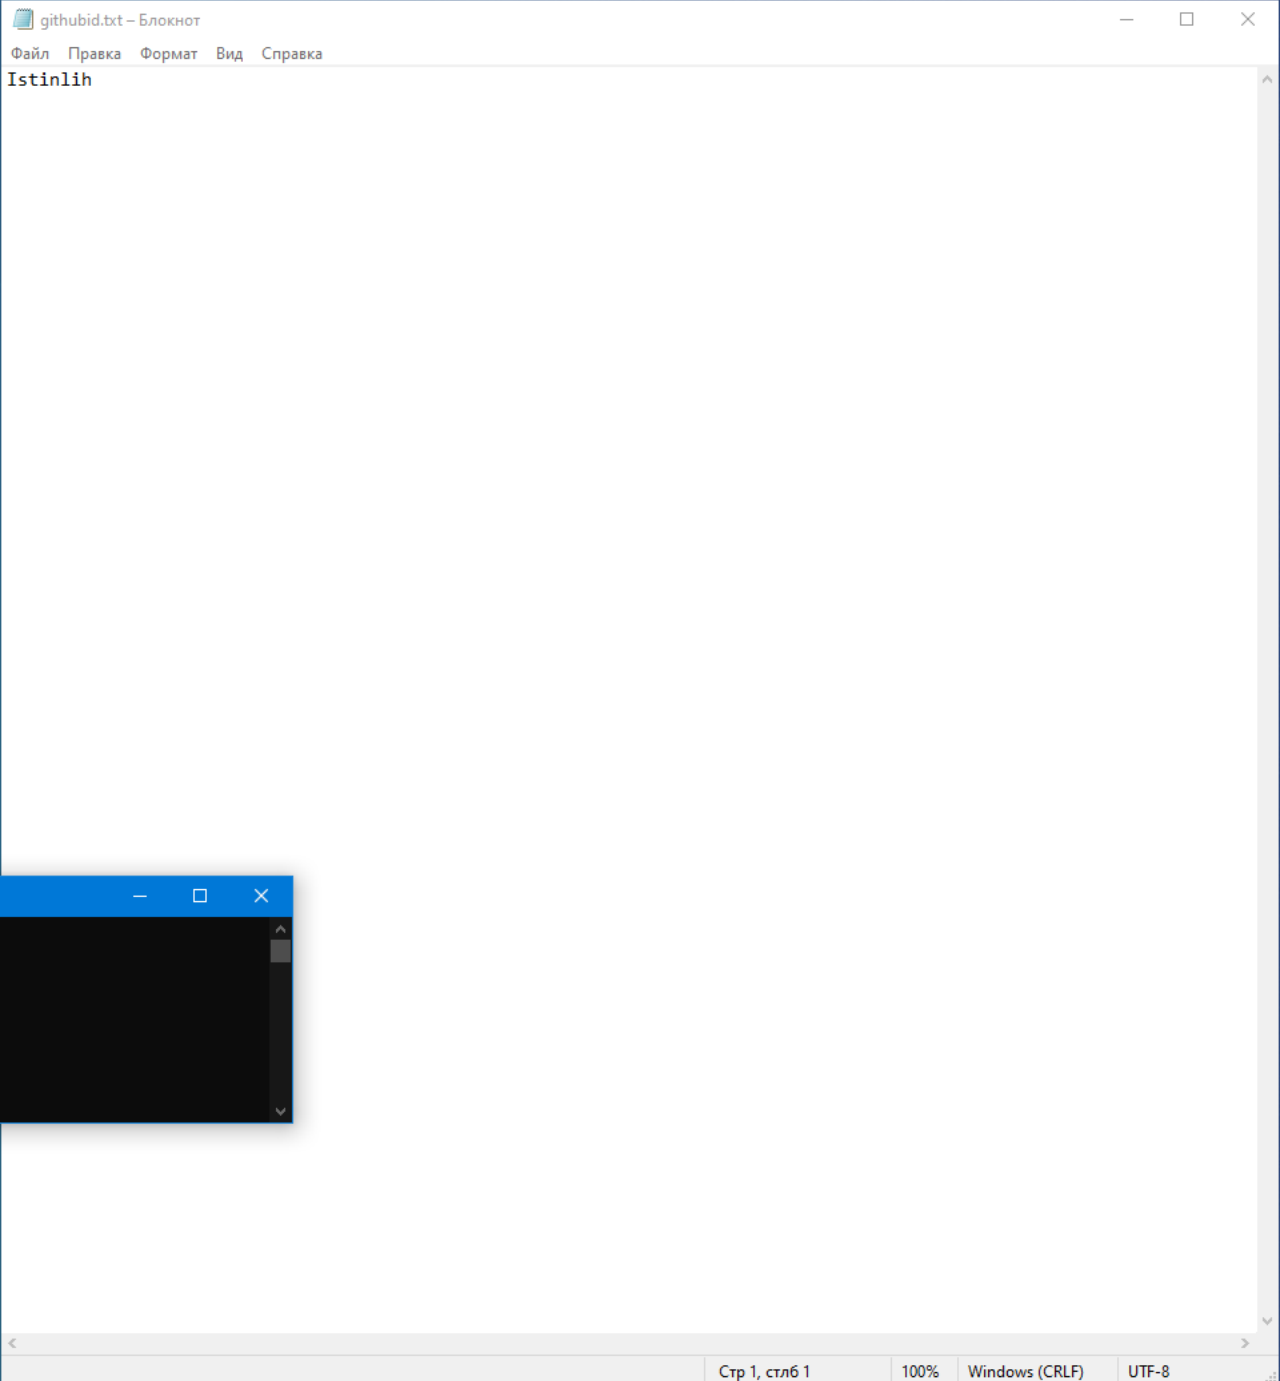 githubid.txt – Блокнот
Файл Правка Формат Вид Справка
Istinlih
Стр 1, стлб 1 100% Windows (CRLF) UTF-8